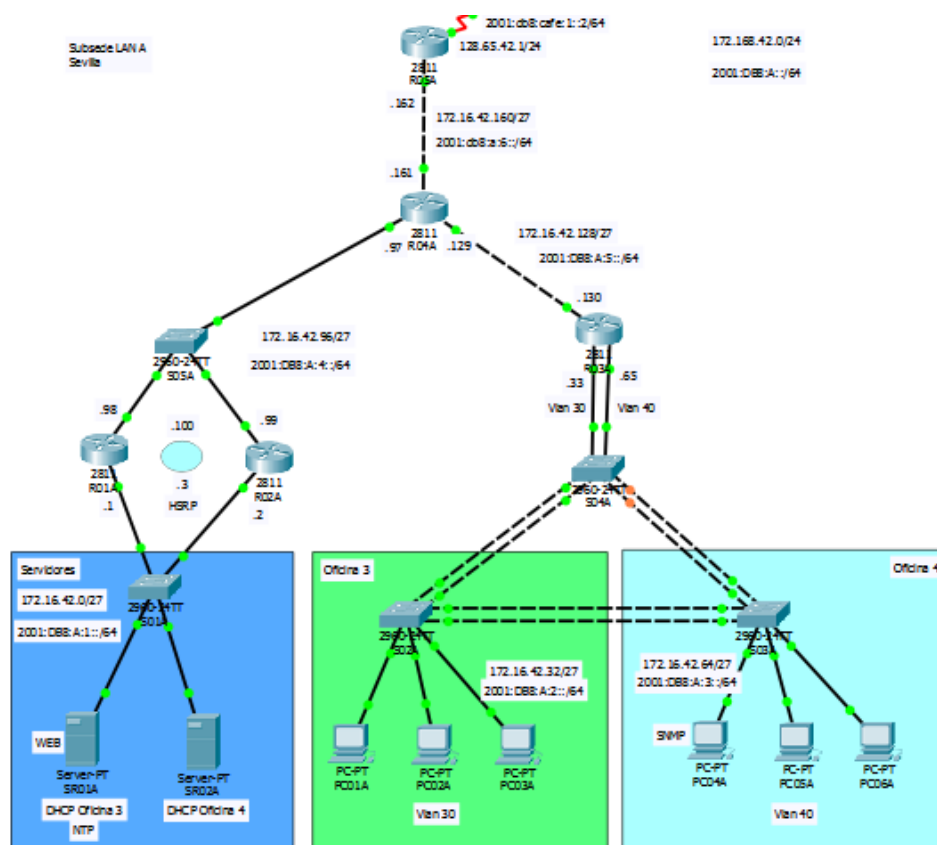 2001:db8:cafe:1::2/64
Subsede LAN A
Sevilla
128.65.42.1/24
172.168.42.0/24
2811
R05A
2001:DB8:A::/64
.162
172.16.42.160/27
2001:db8:a:6::/64
.161
2811
R04A
.97
.129
172.16.42.128/27
2001:DB8:A:5::/64
.130
2960-24TT
S05A
172.16.42.96/27
2001:DB8:A:4::/64
2811
R03A
.33
.65
Vlan 30
Vlan 40
.98
.100
.99
2811
R01A
.3
HSRP
2811
R02A
.1
.2
2960-24TT
S04A
Servidores
172.16.42.0/27
2001:DB8:A:1::/64
2960-24TT
S01A
Oficina 3
2960-24TT
S02A
172.16.42.32/27
2001:DB8:A:2::/64
Oficina 4
2960-24TT
S03A
172.16.42.64/27
2001:DB8:A:3::/64
WEB
Server-PT
SR01A
Server-PT
SR02A
DHCP Oficina 3
NTP
DHCP Oficina 4
PC-PT
PC01A
PC-PT
PC02A
PC-PT
PC03A
Vlan 30
SNMP
PC-PT
PC04A
PC-PT
PC05A
PC-PT
PC06A
Vlan 40